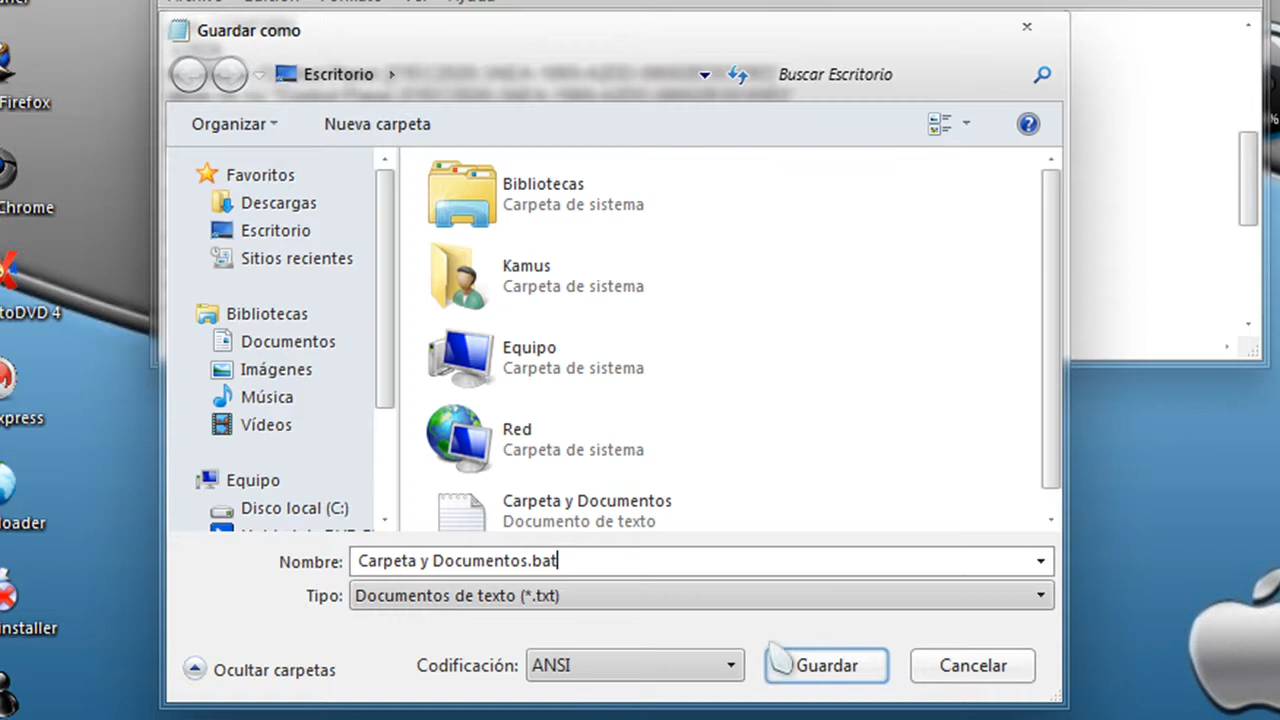 Guardar como
Escritorio
Buscar Escritorio
Organizar
Nueva carpeta
Favoritos
Descargas
Escritorio
Sitios recientes
Bibliotecas
Documentos
Imágenes
Música
Vídeos
Equipo
Disco local (C:)
Bibliotecas
Carpeta de sistema
Kamus
Carpeta de sistema
Equipo
Carpeta de sistema
Red
Carpeta de sistema
Carpeta y Documentos
Documento de texto
Nombre: Carpeta y Documentos.bat
Tipo: Documentos de texto (*.txt)
Ocultar carpetas
Codificación: ANSI
Guardar
Cancelar
Firefox
Chrome
toDVD 4
xpress
loader
installer
%